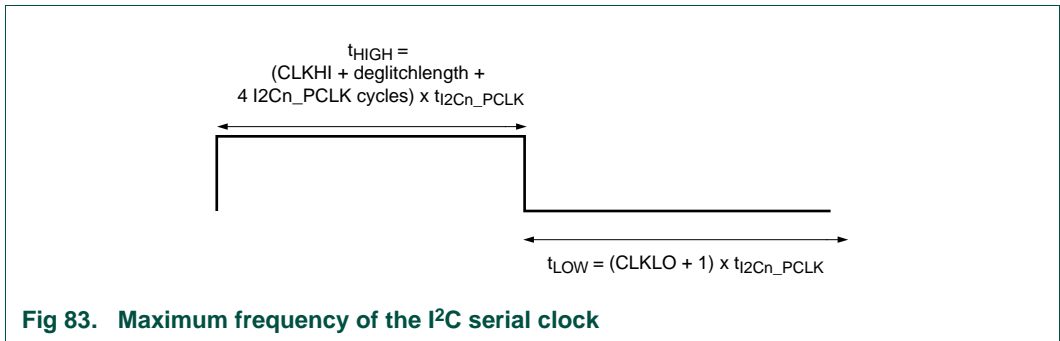 tHIGH =
(CLKHI + deglitchlength +
4 I2Cn_PCLK cycles) x tI2Cn_PCLK
tLOW = (CLKLO + 1) x tI2Cn_PCLK
Fig 83. Maximum frequency of the I2C serial clock